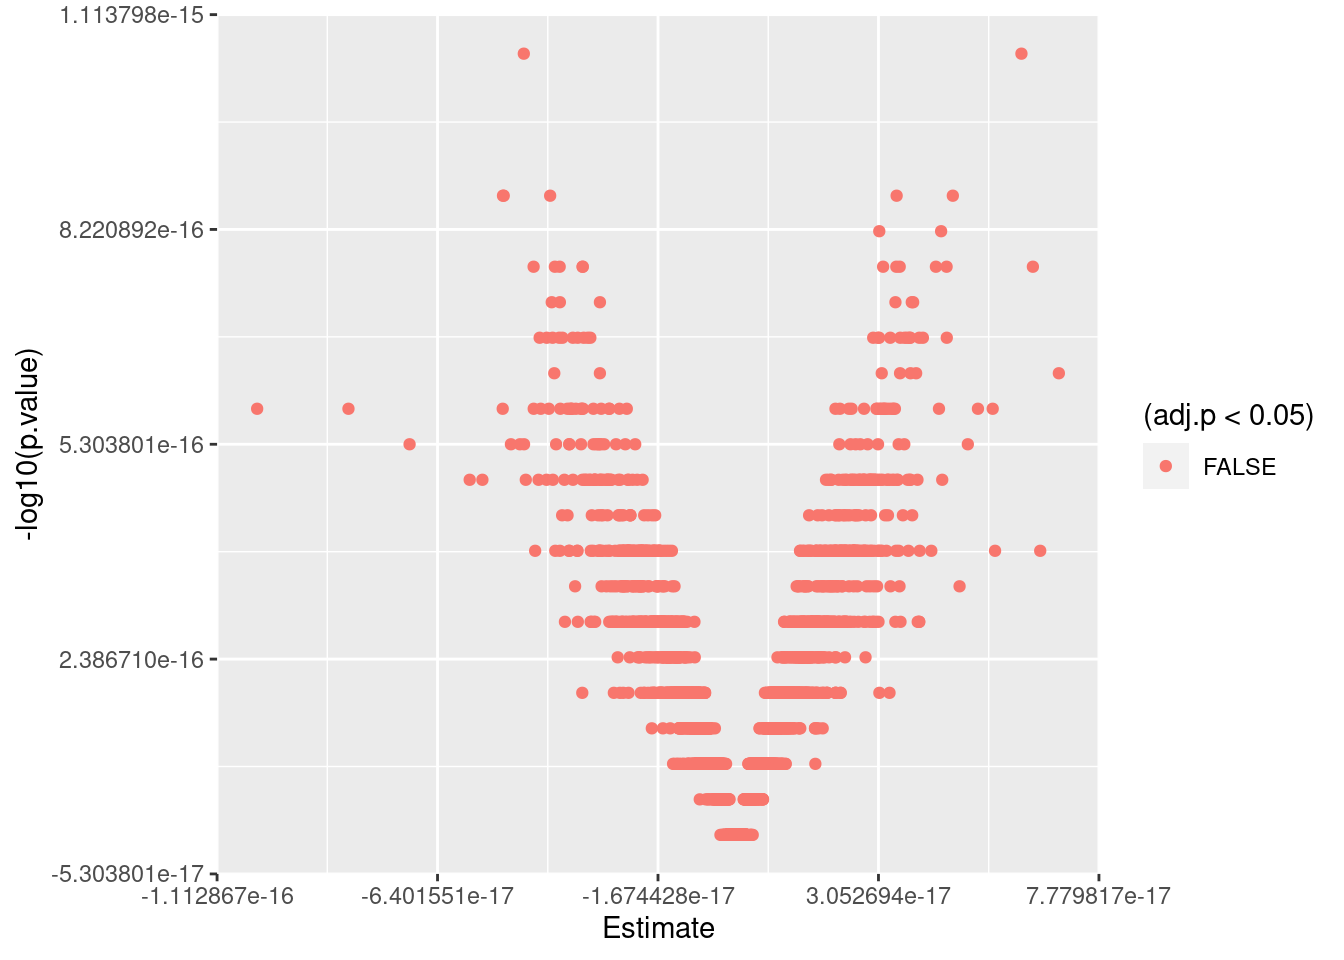 1.113798e-15
8.220892e-16
5.303801e-16
2.386710e-16
-5.303801e-17
-log10(p.value)
-1.112867e-16
-6.401551e-17
-1.674428e-17
3.052694e-17
7.779817e-17
Estimate
(adj.p < 0.05)
FALSE